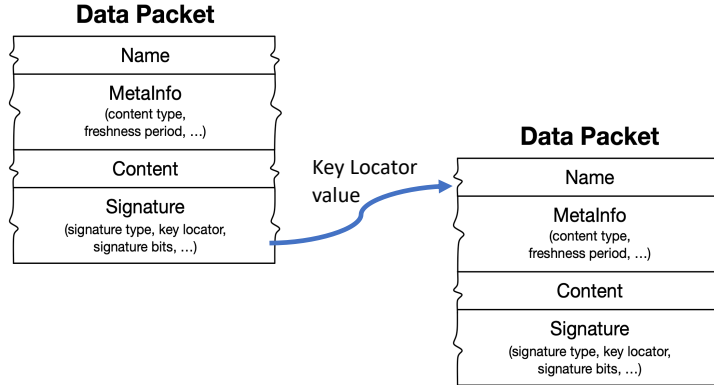 Data Packet
Name
MetaInfo
(content type,
freshness period, ...)
Content
Signature
(signature type, key locator,
signature bits, ...)
Key Locator
value
Data Packet
Name
MetaInfo
(content type,
freshness period, ...)
Content
Signature
(signature type, key locator,
signature bits, ...)